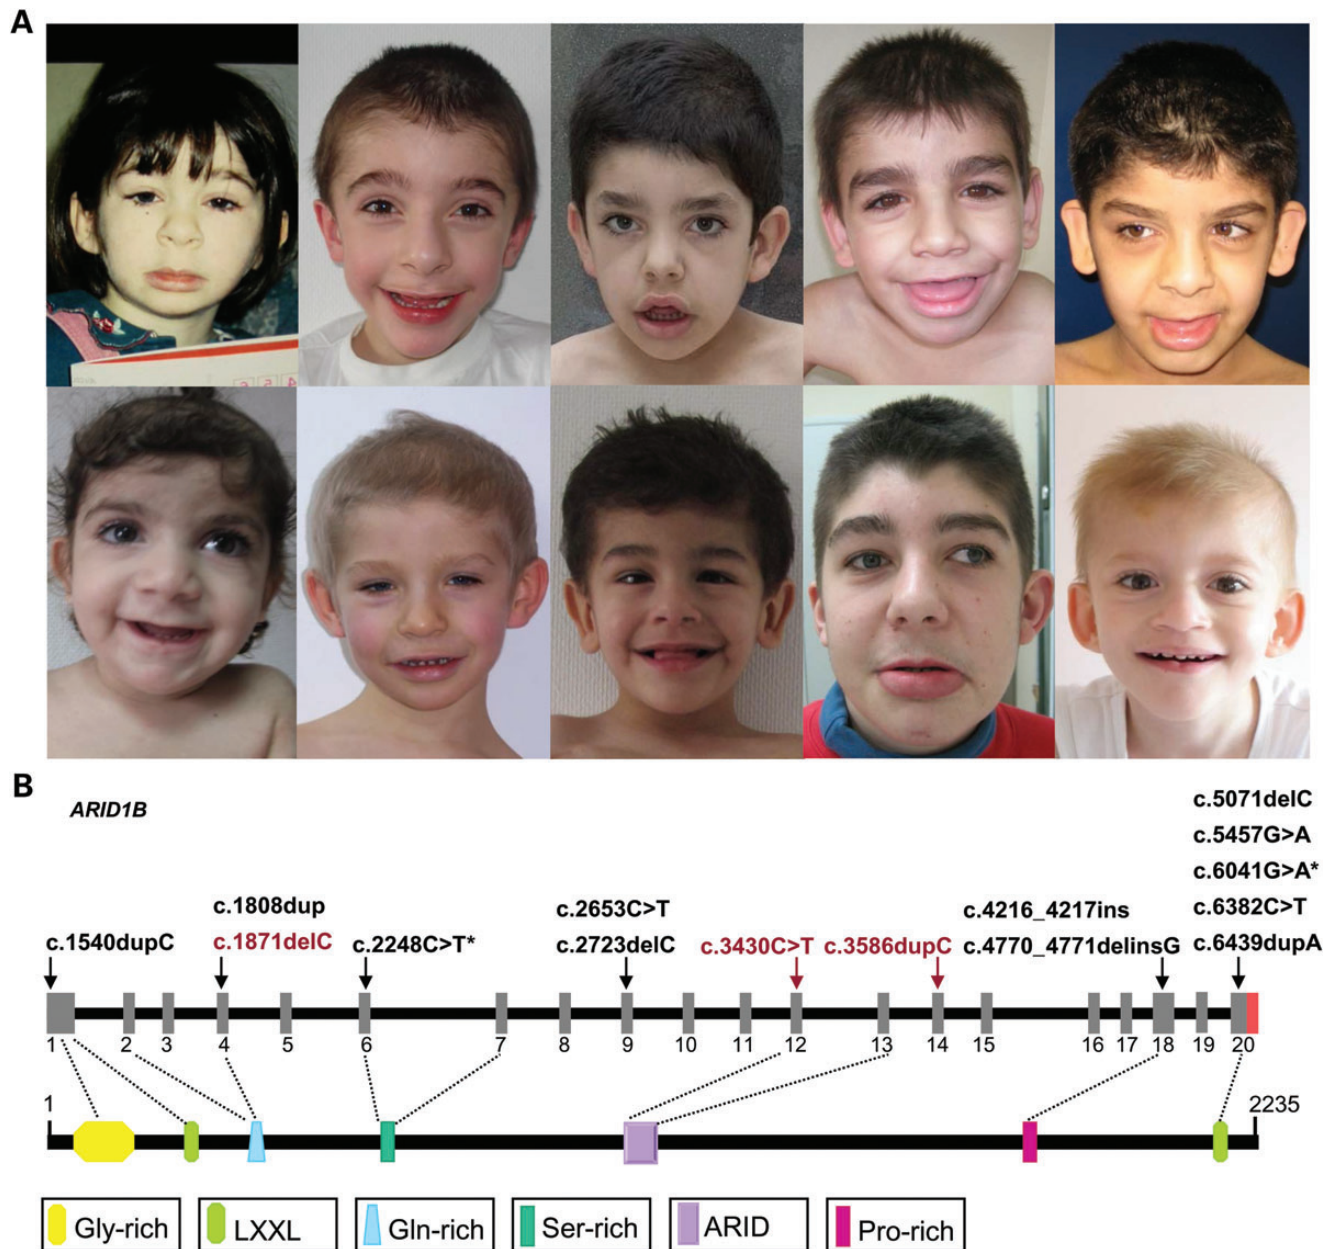 A
B
ARID1B
c.5071delC
c.5457G>A
c.6041G>A*
c.1808dup c.2653C>T c.4216_4217ins c.6382C>T
c.1540dupC c.1871delC c.2248C>T* c.2723delC c.3430C>T c.3586dupC c.4770_4771delinsG c.6439dupA
1 2 3 4 5 6 7 8 9 10 11 12 13 14 15 16 17 18 19 20
1 2235
Gly-rich LXXL Gln-rich Ser-rich ARID Pro-rich